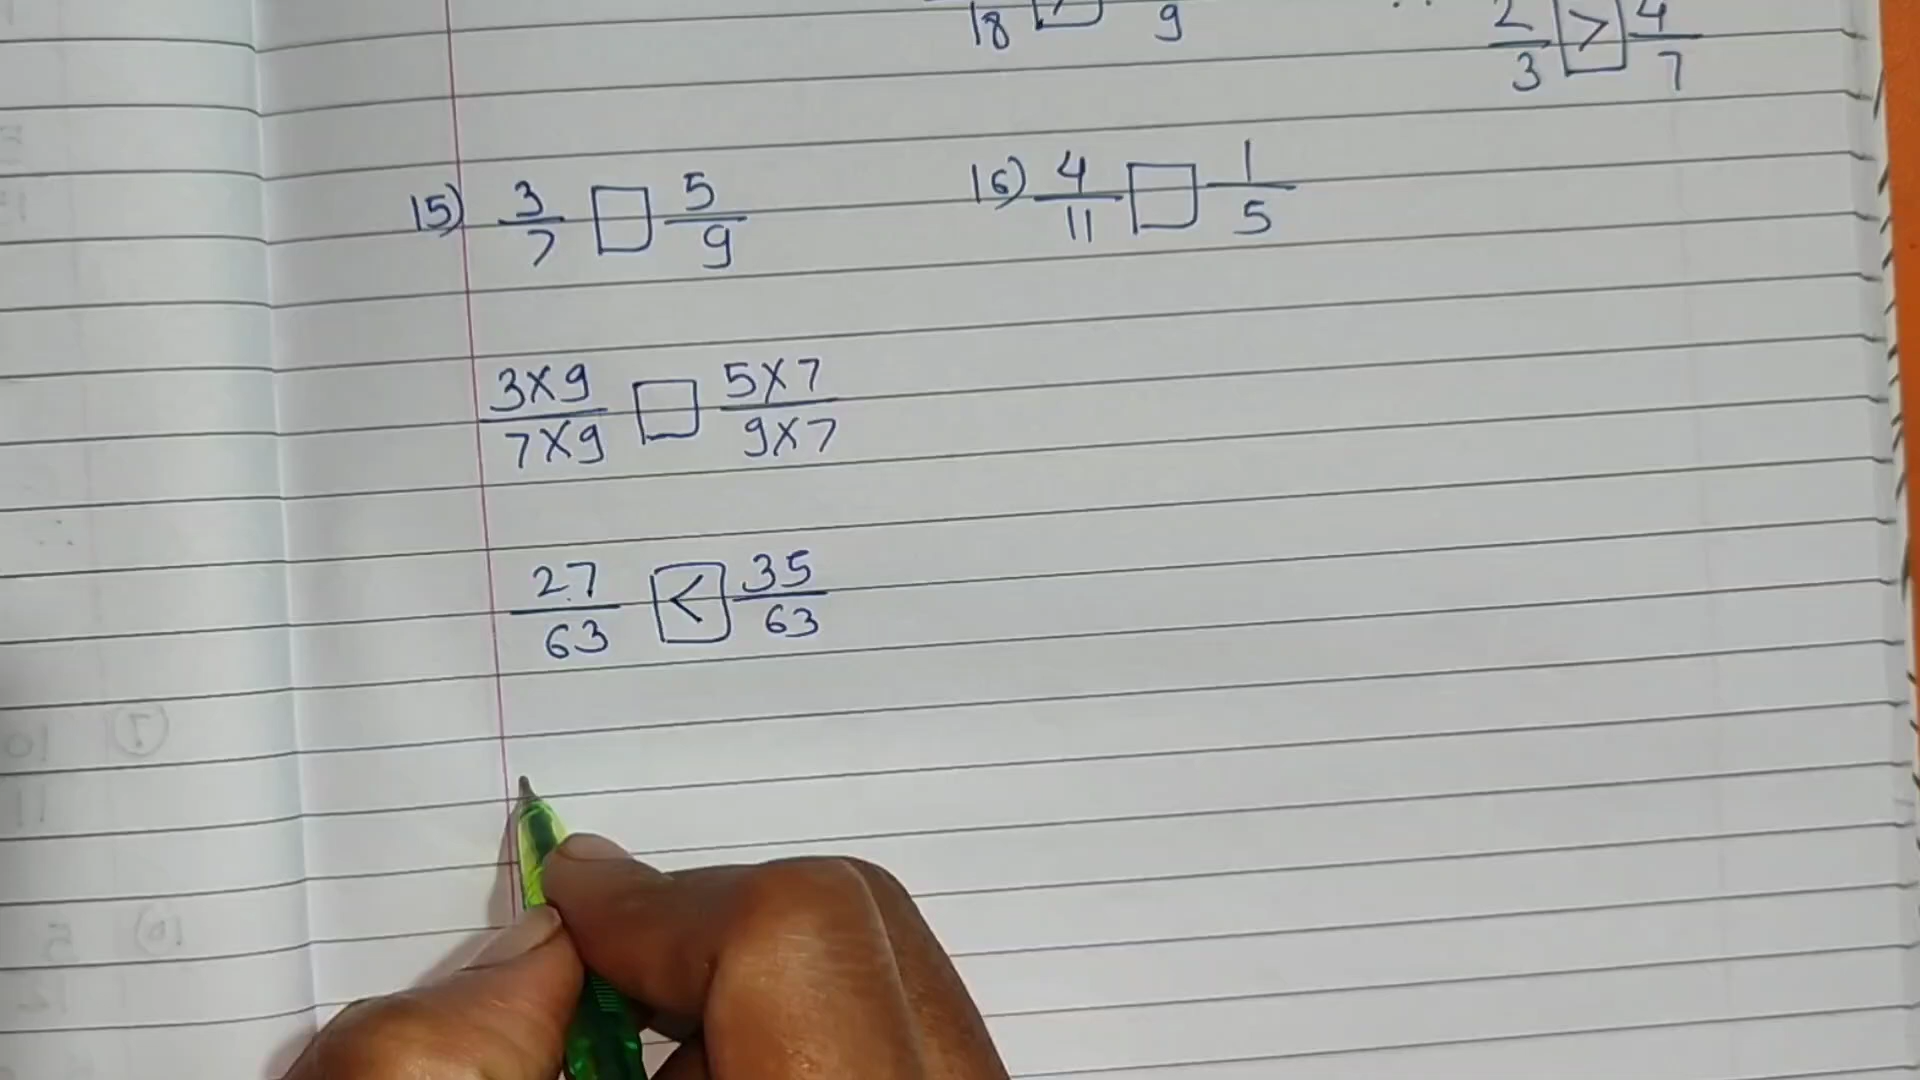 18 > 9
∴ 2/3 > 4/7
15) 3/7 □ 5/9
16) 4/11 □ 1/5
3×9/7×9 □ 5×7/9×7
27/63 < 35/63